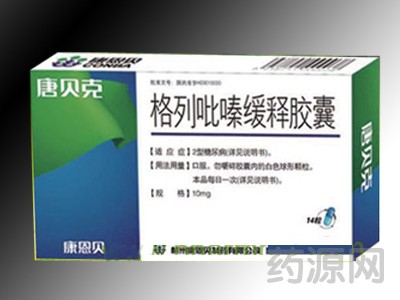 康恩贝
CONBA
唐贝克
格列吡嗪缓释胶囊
【适 应 症】2型糖尿病(详见说明书)。
【用法用量】口服，勿嚼碎胶囊内的白色球形颗粒。
本品每日一次(详见说明书)。
【规 格】10mg
14粒
康恩贝
药源网